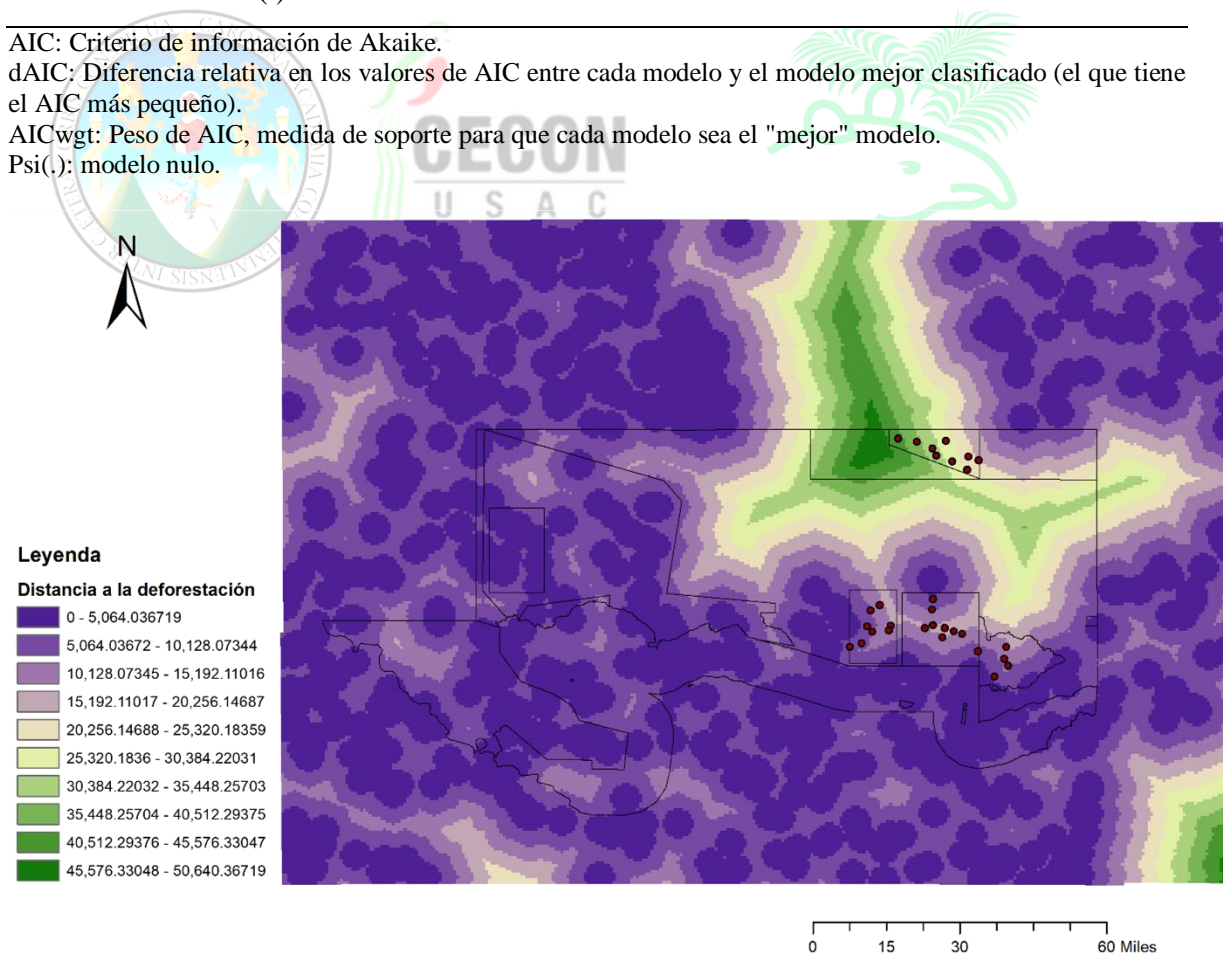 AIC: Criterio de información de Akaike.
dAIC: Diferencia relativa en los valores de AIC entre cada modelo y el modelo mejor clasificado (el que tiene
el AIC más pequeño).
AICwgt: Peso de AIC, medida de soporte para que cada modelo sea el "mejor" modelo.
Psi(.): modelo nulo.
CECON
USAC
N
Leyenda
Distancia a la deforestación
0 - 5,064.036719
5,064.03672 - 10,128.07344
10,128.07345 - 15,192.11016
15,192.11017 - 20,256.14687
20,256.14688 - 25,320.18359
25,320.1836 - 30,384.22031
30,384.22032 - 35,448.25703
35,448.25704 - 40,512.29375
40,512.29376 - 45,576.33047
45,576.33048 - 50,640.36719
0 15 30 60 Miles